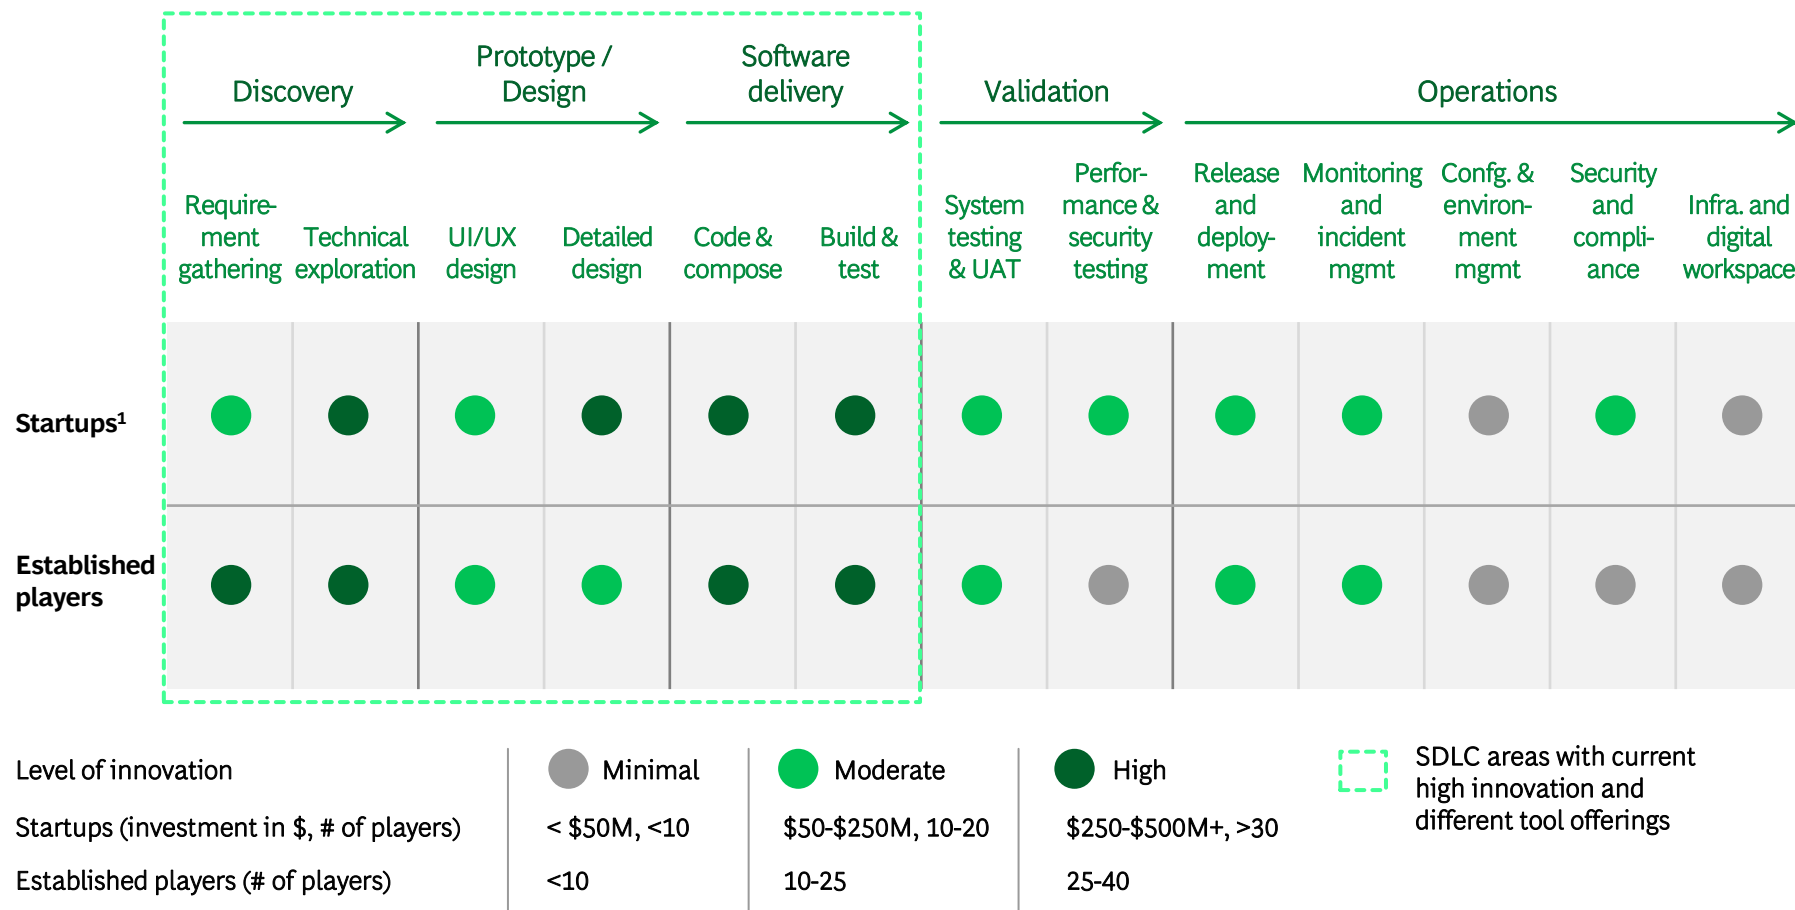 Discovery
Prototype /
Design
Software
delivery
Validation
Operations
Require-
ment
gathering
Technical
exploration
UI/UX
design
Detailed
design
Code &
compose
Build &
test
System
testing
& UAT
Perfor-
mance &
security
testing
Release
and
deploy-
ment
Monitoring
and
incident
mgmt
Confg. &
environ-
ment
mgmt
Security
and
compli-
ance
Infra. and
digital
workspace
Startups¹
Established
players
Level of innovation
Minimal
Moderate
High
Startups (investment in $, # of players)
< $50M, <10
$50-$250M, 10-20
$250-$500M+, >30
Established players (# of players)
<10
10-25
25-40
SDLC areas with current
high innovation and
different tool offerings